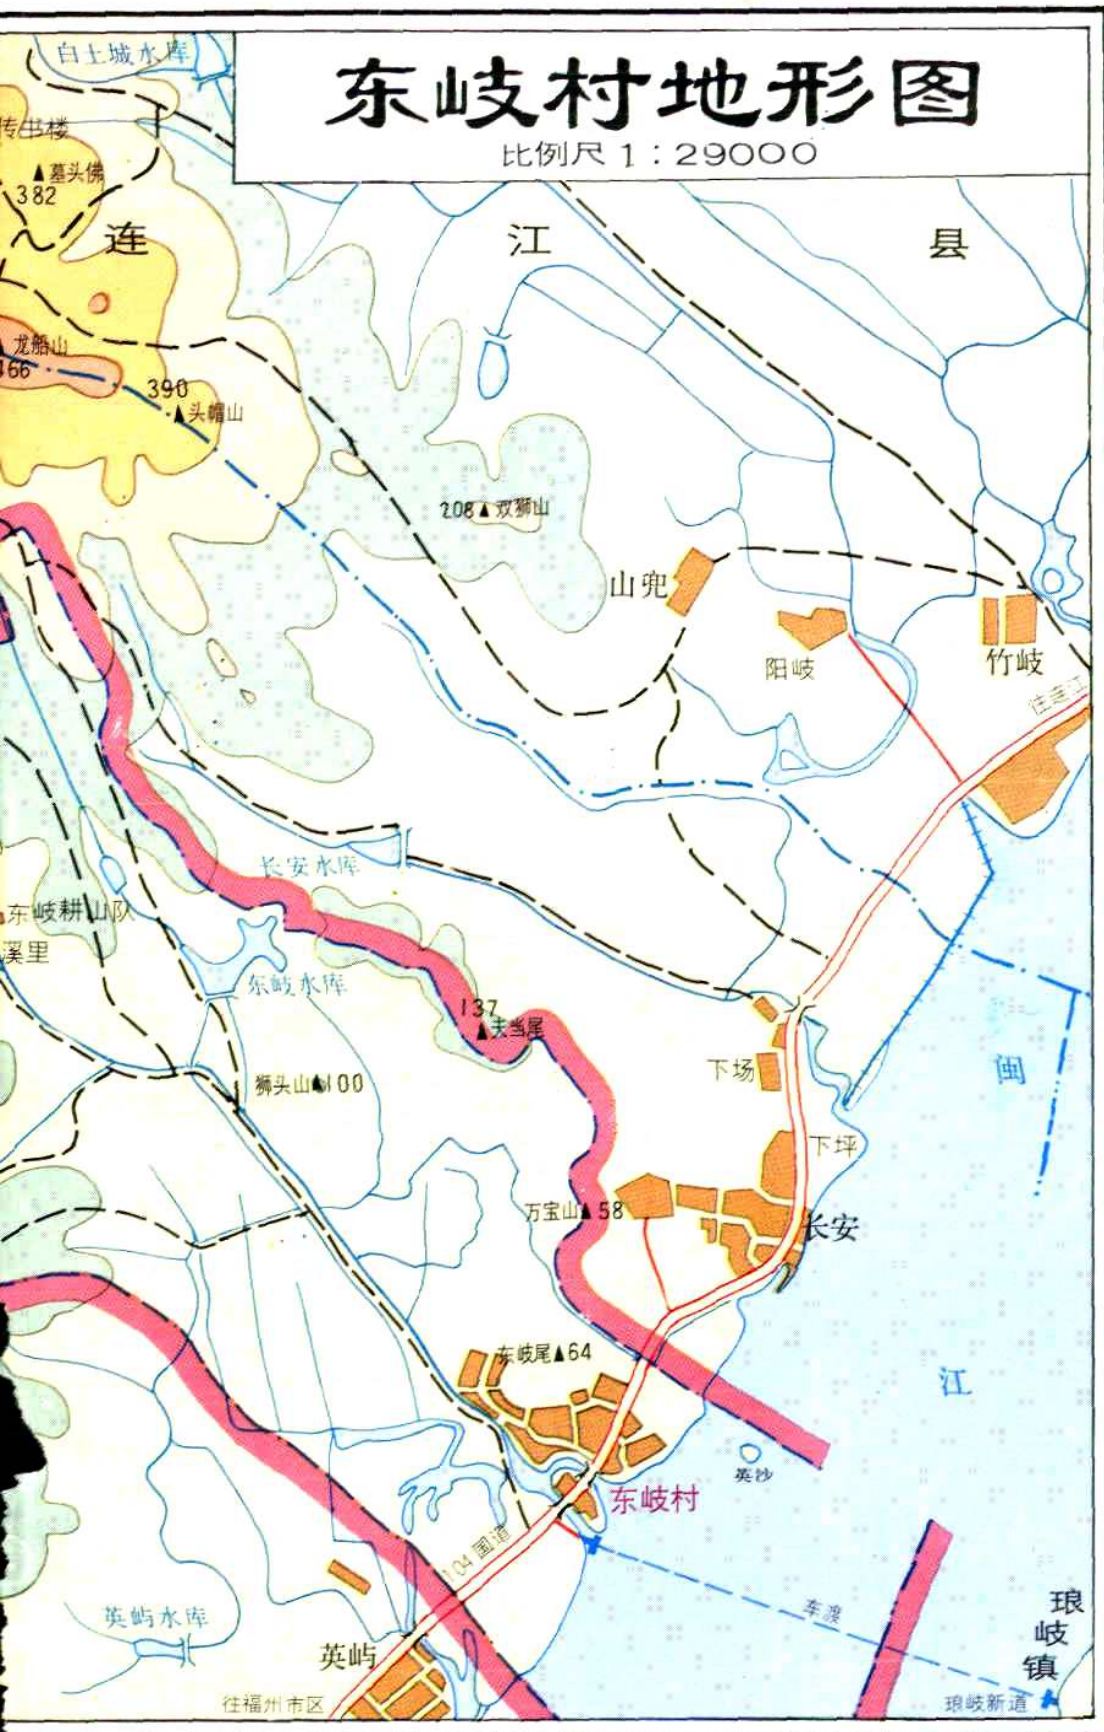 东岐村地形图
比例尺 1:29000
白土城水库
传书楼
墓头佛
382
连 江 县
龙船山
466
390
头帽山
208 双狮山
山兜
阳岐
竹岐
往连江
长安水库
东岐耕山队
溪里
东岐水库
137
狮头山 100
下场
闽
下坪
万宝山 58
长安
东岐尾 64
江
英沙
东岐村
104国道
车渡
琅岐镇
英屿水库
英屿
往福州市区
琅岐新道